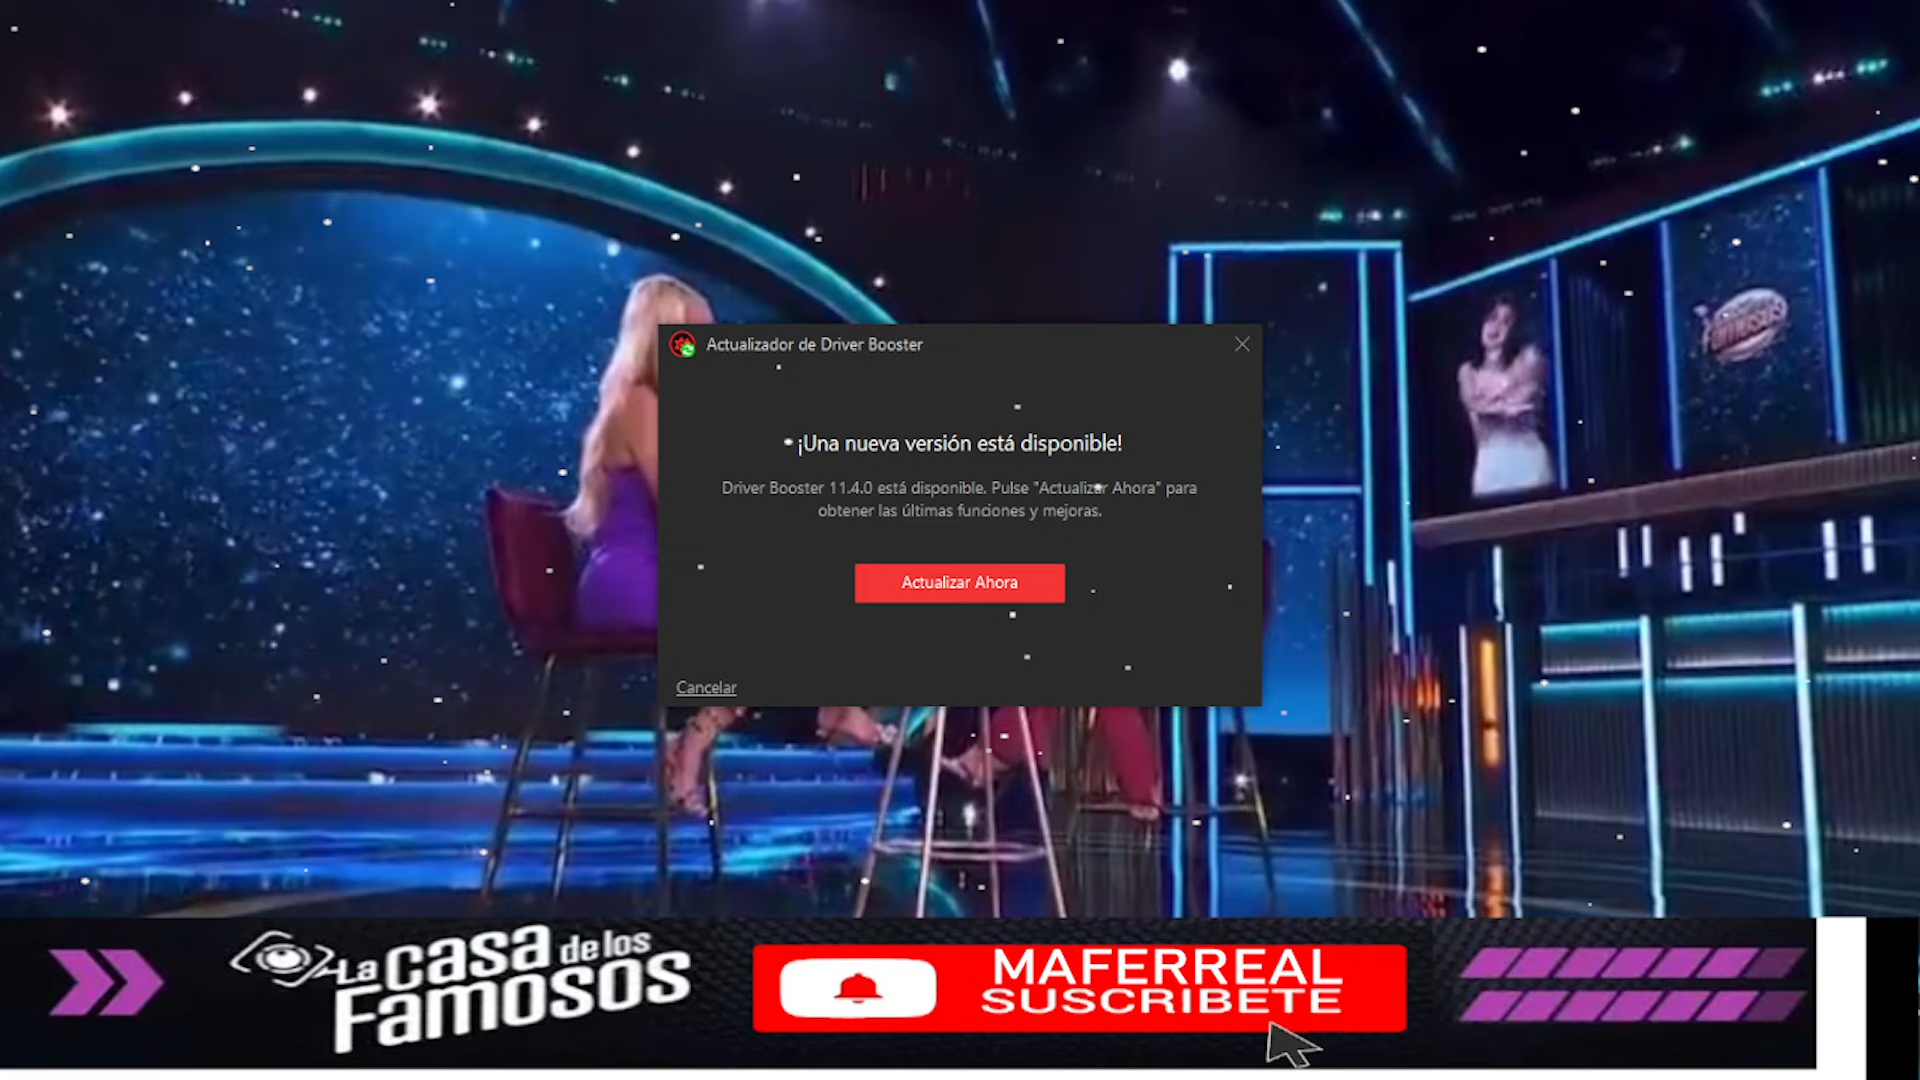 Famosos
Actualizador de Driver Booster
¡Una nueva versión está disponible!
Driver Booster 11.4.0 está disponible. Pulse "Actualizar Ahora" para
obtener las últimas funciones y mejoras.
Actualizar Ahora
Cancelar
La casa de los
Famosos
MAFERREAL
SUSCRIBETE